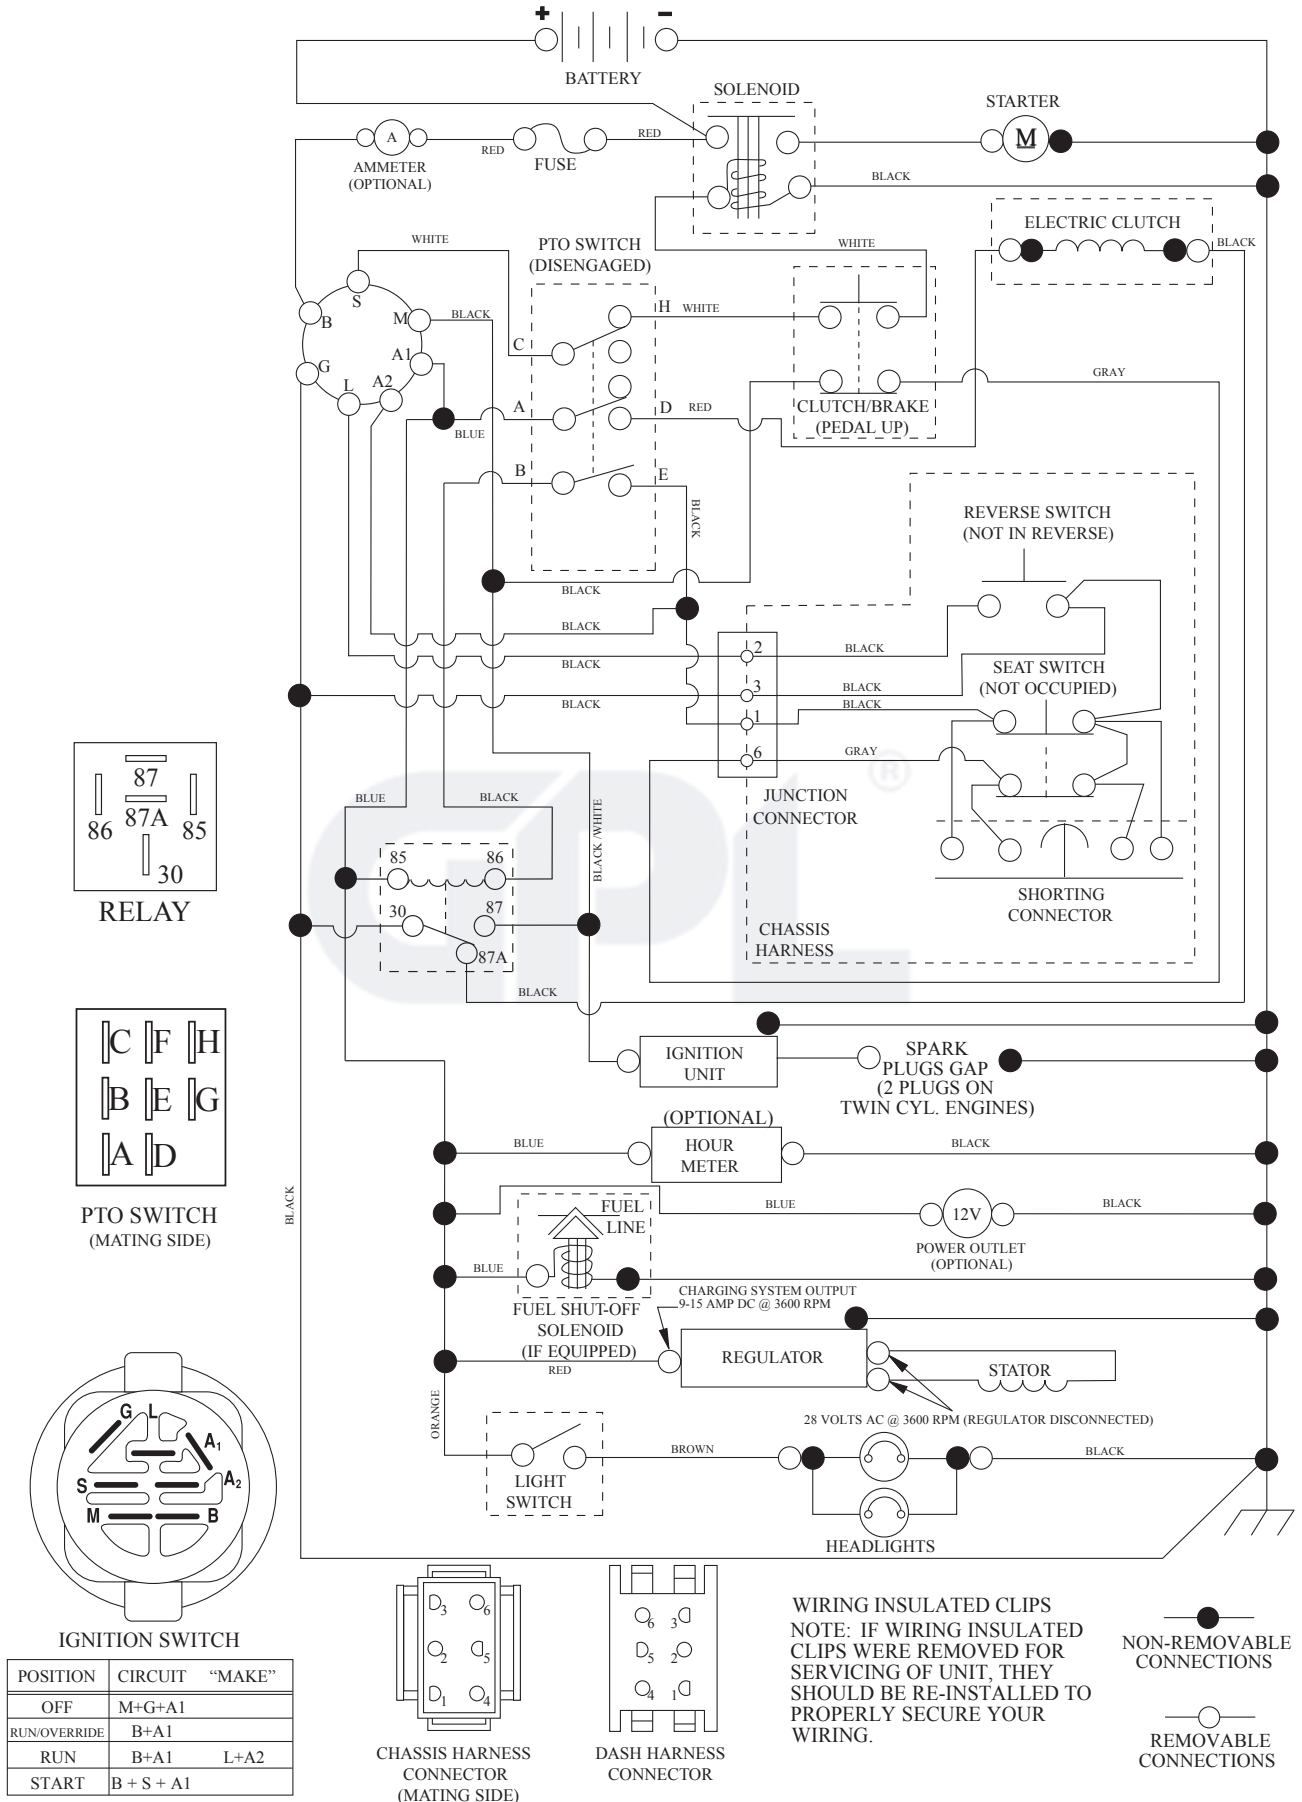 + −
BATTERY
SOLENOID
STARTER
A
AMMETER
(OPTIONAL)
RED
FUSE
RED
M
BLACK
ELECTRIC CLUTCH
BLACK
WHITE
PTO SWITCH
(DISENGAGED)
WHITE
S
B
M
BLACK
G
A1
L
A2
C
H
WHITE
A
BLUE
D
RED
CLUTCH/BRAKE
(PEDAL UP)
GRAY
B
E
BLACK
REVERSE SWITCH
(NOT IN REVERSE)
BLACK
BLACK
BLACK
BLACK
2
BLACK
3
BLACK
BLACK
1
6
GRAY
SEAT SWITCH
(NOT OCCUPIED)
JUNCTION
CONNECTOR
SHORTING
CONNECTOR
CHASSIS
HARNESS
GPL
®
87
86
87A
85
30
RELAY
BLUE
BLACK
BLACK /WHITE
85
86
30
87
87A
BLACK
C F H
B E G
A D
PTO SWITCH
(MATING SIDE)
BLACK
IGNITION
UNIT
SPARK
PLUGS GAP
(2 PLUGS ON
TWIN CYL. ENGINES)
(OPTIONAL)
HOUR
METER
BLUE
BLACK
BLUE
12V
BLACK
POWER OUTLET
(OPTIONAL)
FUEL
LINE
BLUE
FUEL SHUT-OFF
SOLENOID
(IF EQUIPPED)
RED
CHARGING SYSTEM OUTPUT
9-15 AMP DC @ 3600 RPM
REGULATOR
STATOR
28 VOLTS AC @ 3600 RPM (REGULATOR DISCONNECTED)
ORANGE
LIGHT
SWITCH
BROWN
BLACK
HEADLIGHTS
G L
A1
S
A2
M B
IGNITION SWITCH
POSITION CIRCUIT “MAKE”
OFF M+G+A1
RUN/OVERRIDE B+A1
RUN B+A1 L+A2
START B + S + A1
3 6
2 5
1 4
CHASSIS HARNESS
CONNECTOR
(MATING SIDE)
6 3
5 2
4 1
DASH HARNESS
CONNECTOR
WIRING INSULATED CLIPS
NOTE: IF WIRING INSULATED
CLIPS WERE REMOVED FOR
SERVICING OF UNIT, THEY
SHOULD BE RE-INSTALLED TO
PROPERLY SECURE YOUR
WIRING.
NON-REMOVABLE
CONNECTIONS
REMOVABLE
CONNECTIONS